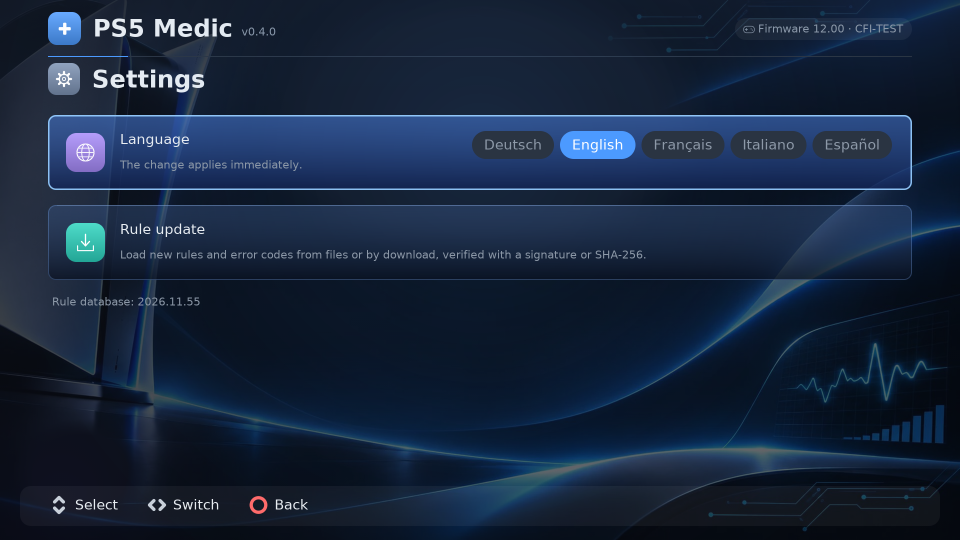 PS5 Medic v0.4.0
Firmware 12.00 · CFI-TEST
Settings
Language
The change applies immediately.
Deutsch English Français Italiano Español
Rule update
Load new rules and error codes from files or by download, verified with a signature or SHA-256.
Rule database: 2026.11.55
Select Switch Back